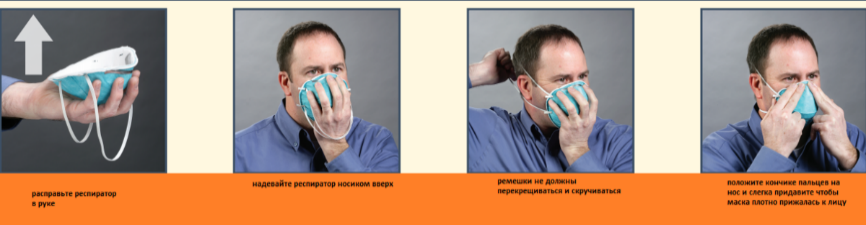 расправьте респиратор
в руке
надевайте респиратор носиком вверх
ремешки не должны
перекрещиваться и скручиваться
положите кончике пальцев на
нос и слегка придавите чтобы
маска плотно прижалась к лицу